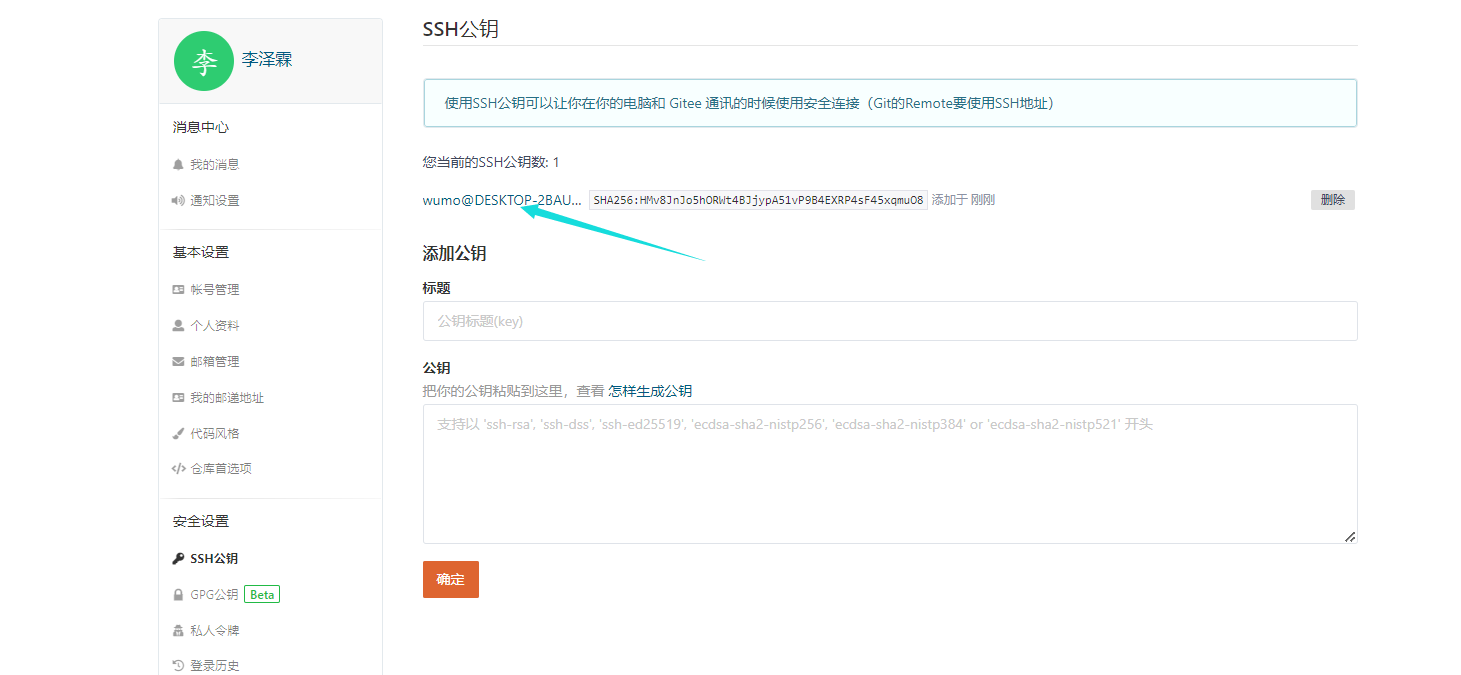 李
李泽霖
消息中心
我的消息
通知设置
基本设置
帐号管理
个人资料
邮箱管理
我的邮递地址
代码风格
仓库首选项
安全设置
SSH公钥
GPG公钥 Beta
私人令牌
登录历史
SSH公钥
使用SSH公钥可以让你在你的电脑和 Gitee 通讯的时候使用安全连接（Git的Remote要使用SSH地址）
您当前的SSH公钥数: 1
wumo@DESKTOP-2BAU... SHA256:HMv8JnJo5hORWt4BJjypA51vP9B4EXRP4sF45xqmuO8 添加于 刚刚 删除
添加公钥
标题
公钥标题(key)
公钥
把你的公钥粘贴到这里，查看 怎样生成公钥
支持以 'ssh-rsa', 'ssh-dss', 'ssh-ed25519', 'ecdsa-sha2-nistp256', 'ecdsa-sha2-nistp384' or 'ecdsa-sha2-nistp521' 开头
确定